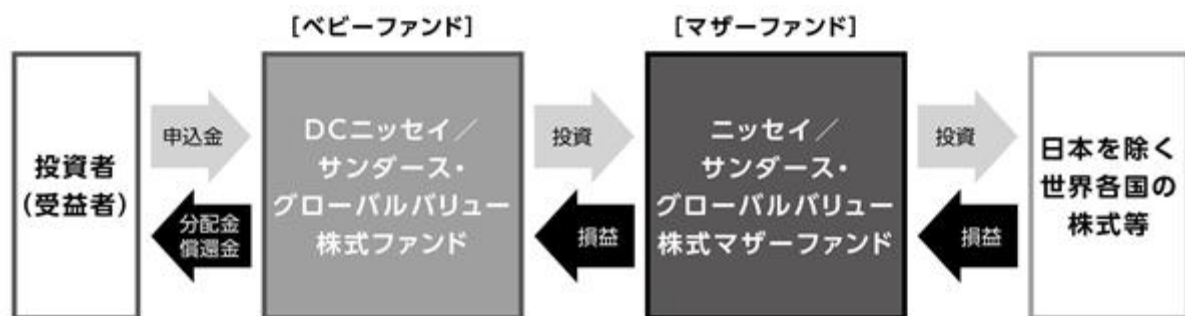 [ベビーファンド]
[マザーファンド]
投資者
(受益者)
申込金
分配金
償還金
DCニッセイ／
サンダース・
グローバルバリュー
株式ファンド
投資
損益
ニッセイ／
サンダース・
グローバルバリュー
株式マザーファンド
投資
損益
日本を除く
世界各国の
株式等